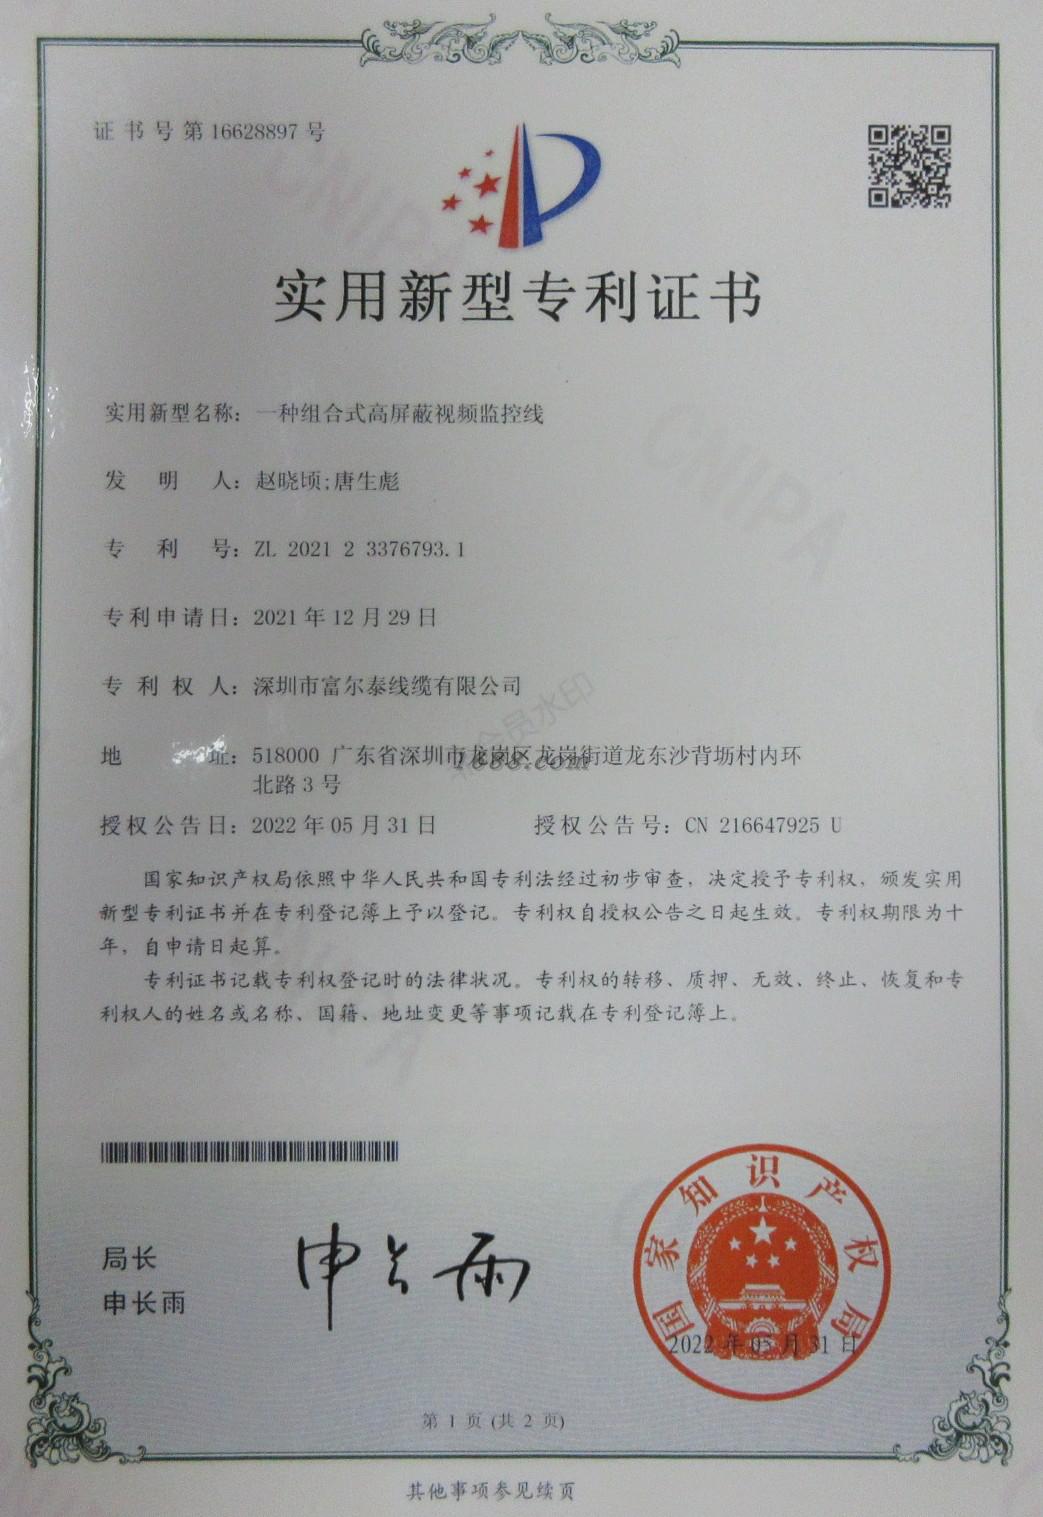 证书号第16628897号
实用新型专利证书
实用新型名称：一种组合式高屏蔽视频监控线
发明人：赵晓顷;唐生彪
专利号：ZL 2021 2 3376793.1
专利申请日：2021年12月29日
专利权人：深圳市富尔泰线缆有限公司
地址：518000 广东省深圳市龙岗区龙岗街道龙东沙背坜村内环
北路3号
会员水印
1688.com
授权公告日：2022年05月31日 授权公告号：CN 216647925 U
国家知识产权局依照中华人民共和国专利法经过初步审查，决定授予专利权，颁发实用
新型专利证书并在专利登记簿上予以登记。专利权自授权公告之日起生效。专利权期限为十
年，自申请日起算。
专利证书记载专利权登记时的法律状况。专利权的转移、质押、无效、终止、恢复和专
利权人的姓名或名称、国籍、地址变更等事项记载在专利登记簿上。
局长
申长雨
申长雨
国家知识产权局
2022年05月31日
第 1 页 (共 2 页)
其他事项参见续页
CNIPA
CNIPA